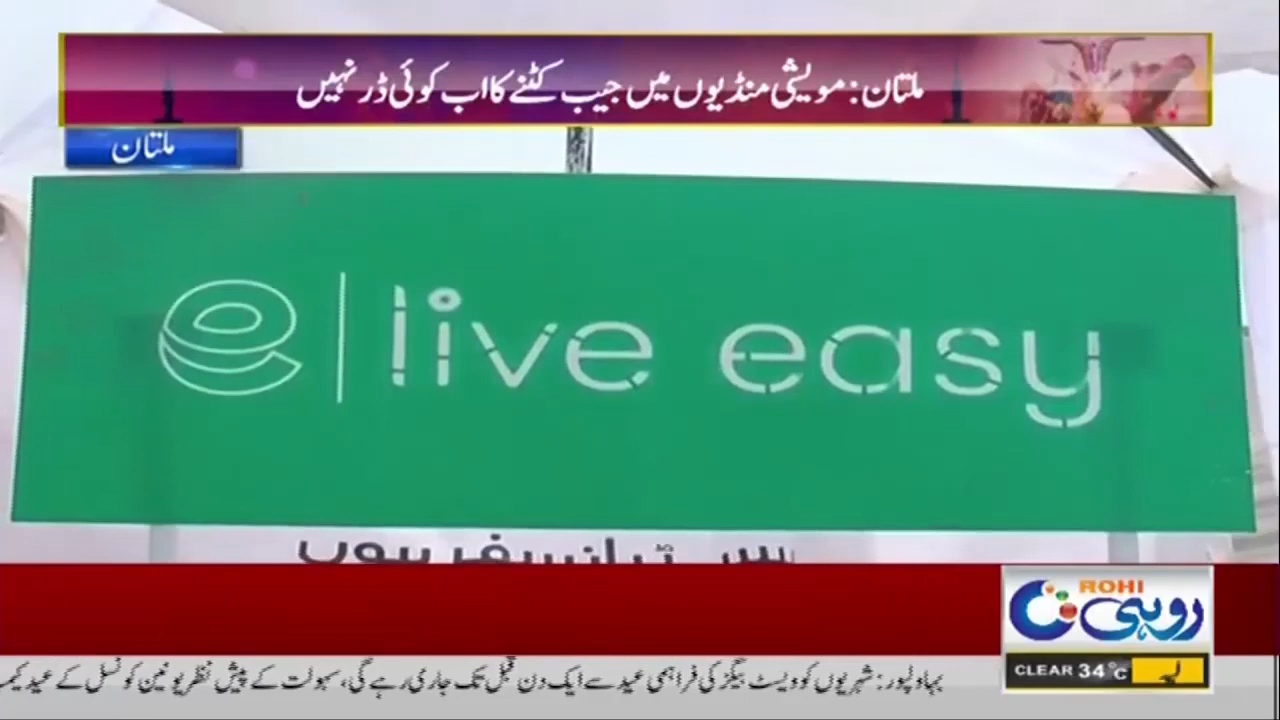 ملتان: مویشی منڈیوں میں جیب کٹنے کا اب کوئی ڈر نہیں
ملتان
e live easy
ROHI
روہی
CLEAR 34°C
لیہ
بہاولپور: شہریوں کو ویسٹ بیگز کی فراہمی عید سے ایک دن قبل تک جاری رہے گی، سہولت کے پیش نظر یونین کونسل کے عید کیمپ